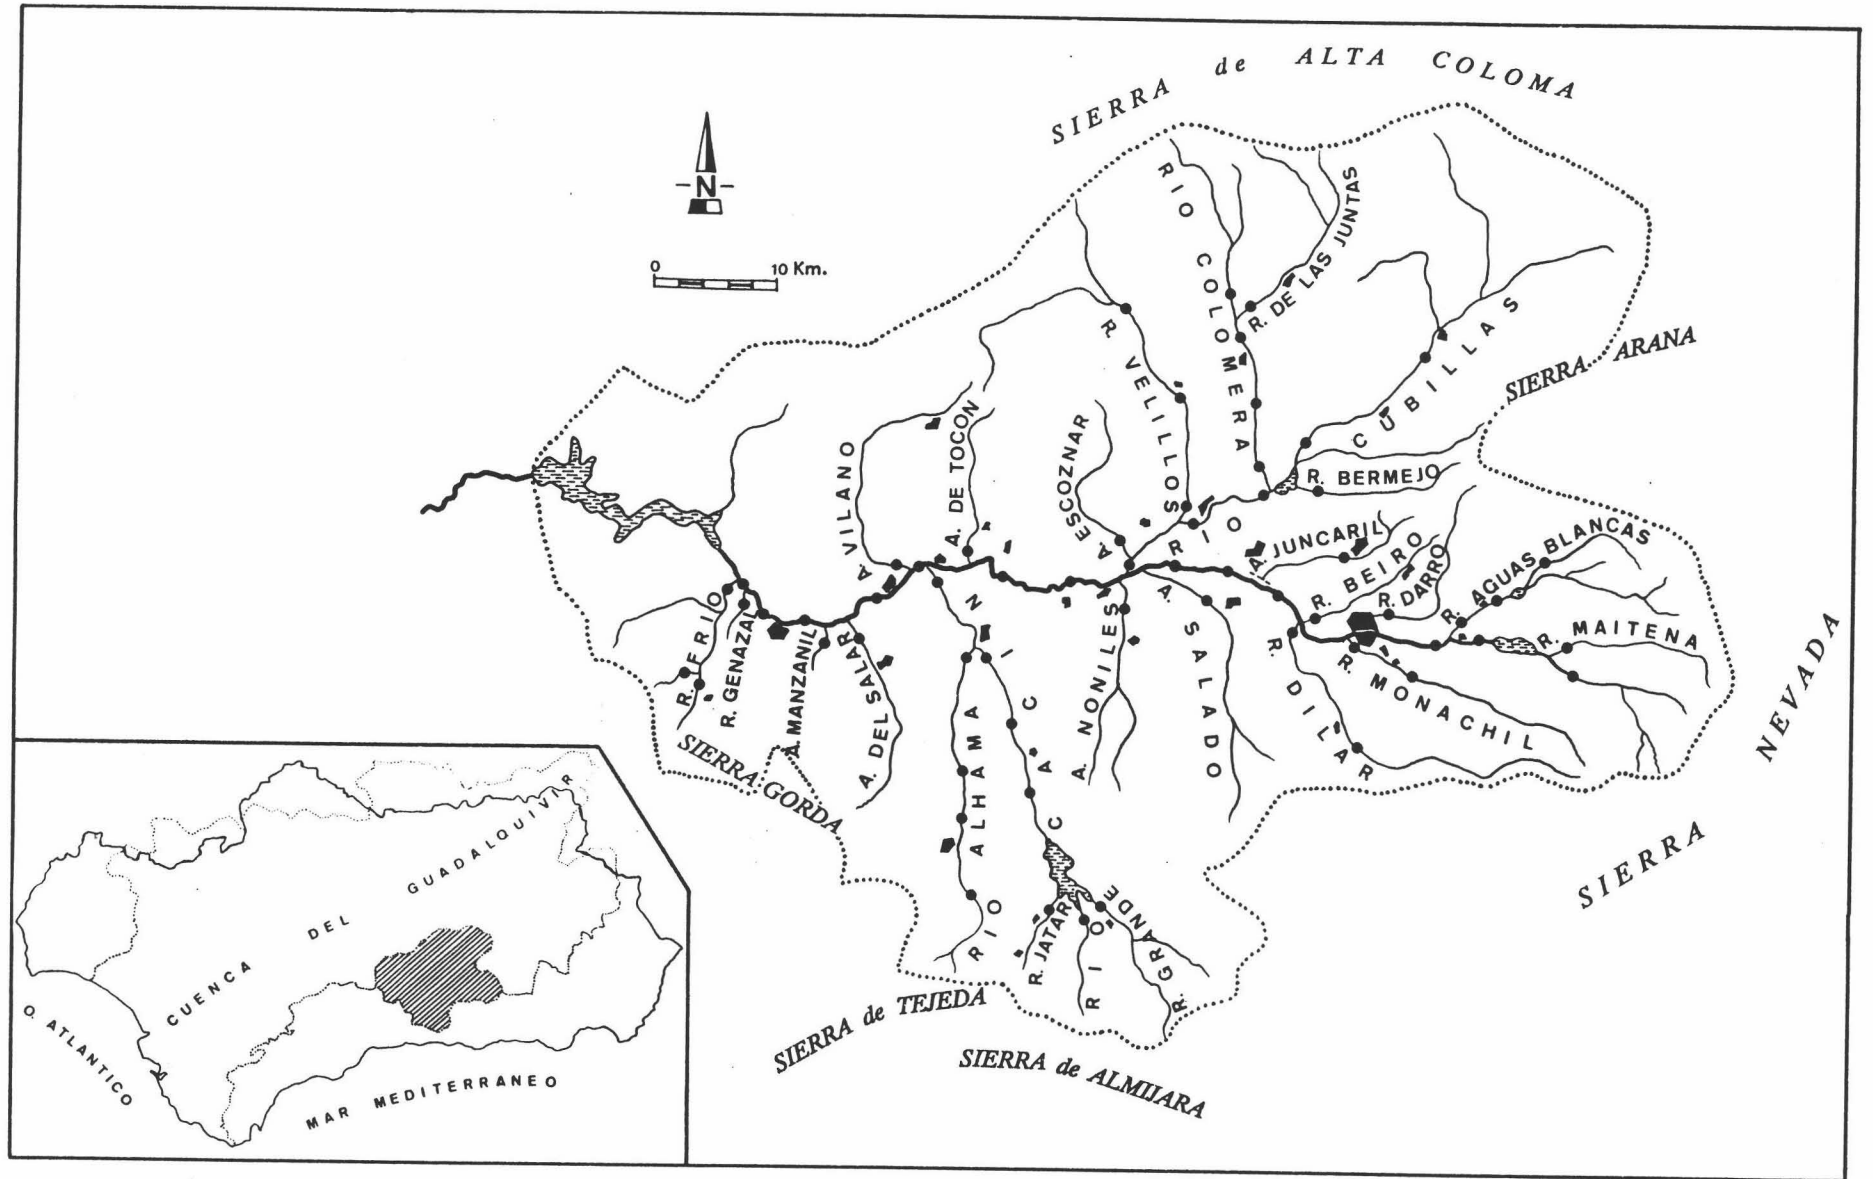 SIERRA de ALTA COLOMA
N
0 10 Km.
RIO COLOMERA
R. DE LAS JUNTAS
R. VELILLOS
CUBILLAS
SIERRA ARANA
A. VILANO
A. DE TOCON
A. ESCOZNAR
R. BERMEJO
RIO
A. JUNCARIL
R. BEIRO
R. DARRO
R. AGUAS BLANCAS
R. MAITENA
R. MONACHIL
R. DILAR
A. SALADO
A. NONILES
R. FRIO
R. GENAZAL
A. MANZANIL
A. DEL SALAR
RIO ALHAMA
CACIN
R. JATAR
RIO
R. GRANDE
GRANDE
SIERRA GORDA
SIERRA NEVADA
SIERRA de TEJEDA
SIERRA de ALMIJARA
CUENCA DEL GUADALQUIVIR
O. ATLANTICO
MAR MEDITERRANEO